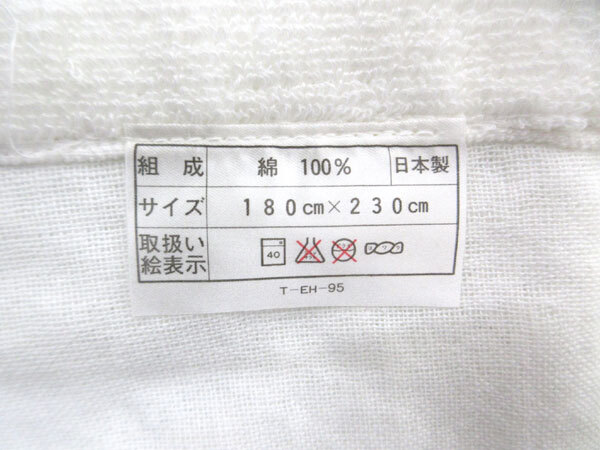 組成 綿 100% 日本製
サイズ 180cm×230cm
取扱い
絵表示 40
T-EH-95